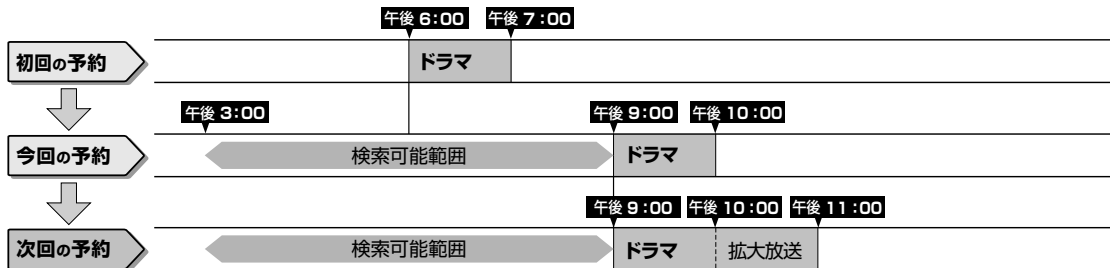 午後 6:00 午後 7:00
初回の予約 ドラマ
午後 3:00 午後 9:00 午後 10:00
今回の予約 検索可能範囲 ドラマ
午後 9:00 午後 10:00 午後 11:00
次回の予約 検索可能範囲 ドラマ 拡大放送